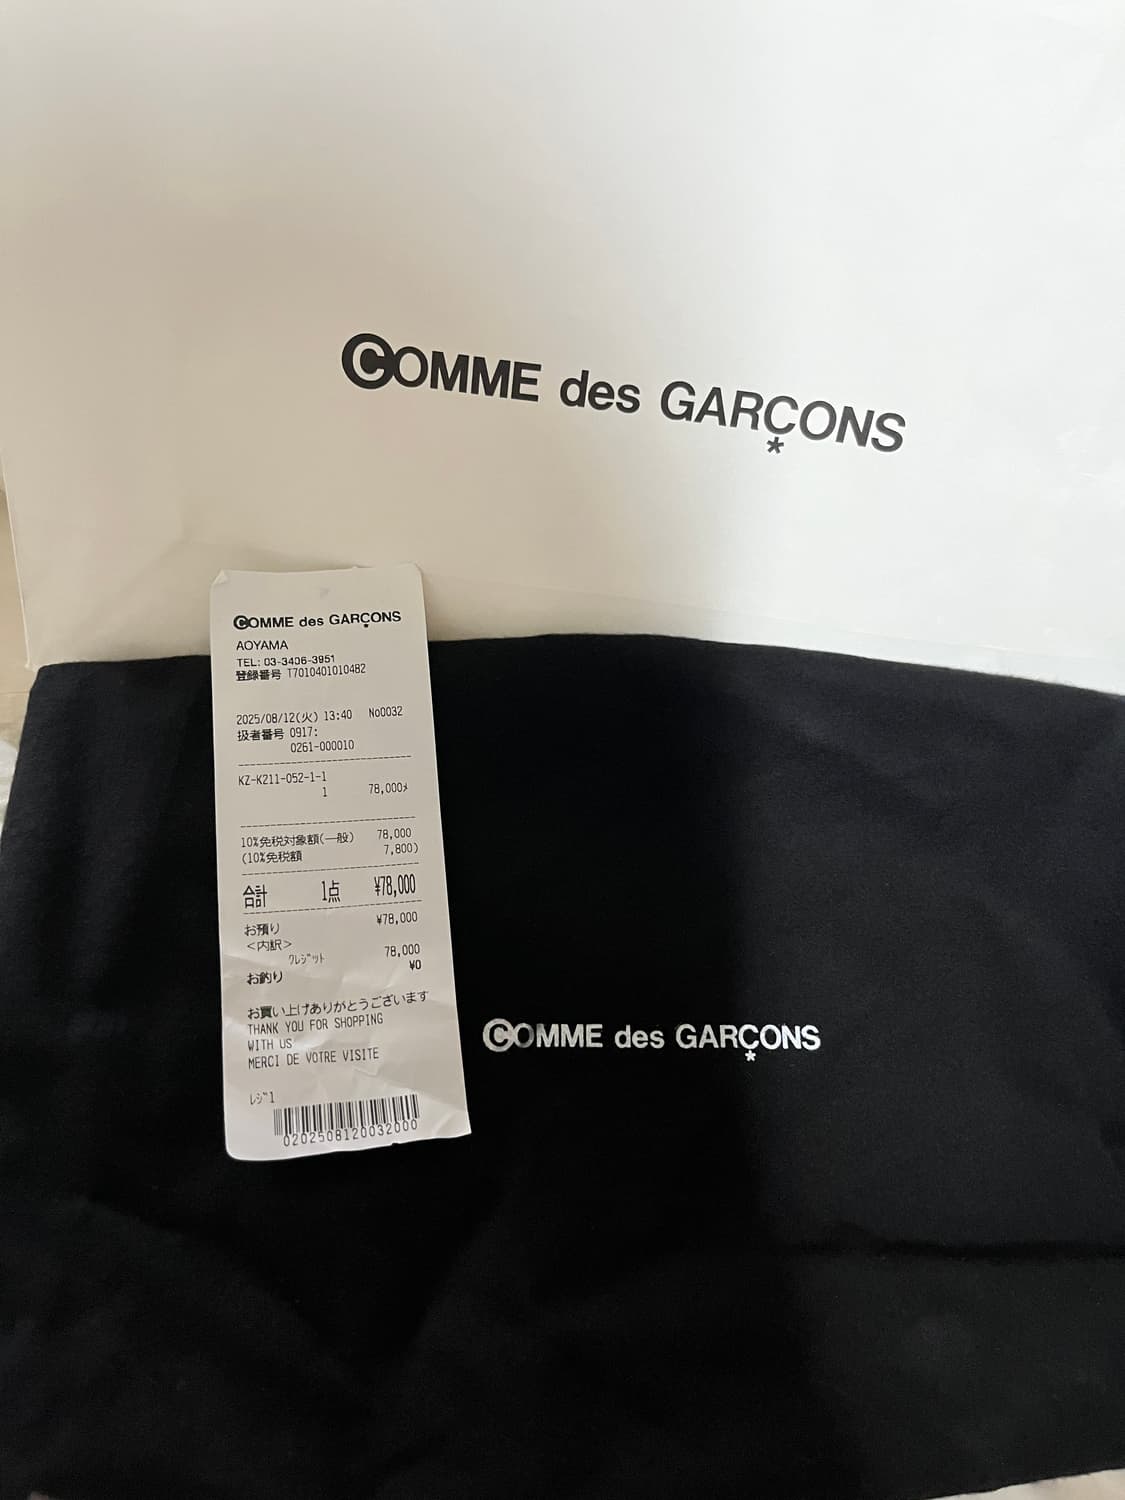 COMME des GARÇONS
*
COMME des GARÇONS
AOYAMA
TEL: 03-3406-3951
登録番号 T7010401010482
2025/08/12(火) 13:40 No0032
扱者番号 0917:
0261-000010
KZ-K211-052-1-1
1 78,000メ
10%免税対象額(一般) 78,000
(10%免税額 7,800)
合計 1点 ¥78,000
お預り ¥78,000
<内訳>
クレジット 78,000
お釣り ¥0
お買い上げありがとうございます
THANK YOU FOR SHOPPING
WITH US
MERCI DE VOTRE VISITE
レジ1
0202508120032000
COMME des GARÇONS
*